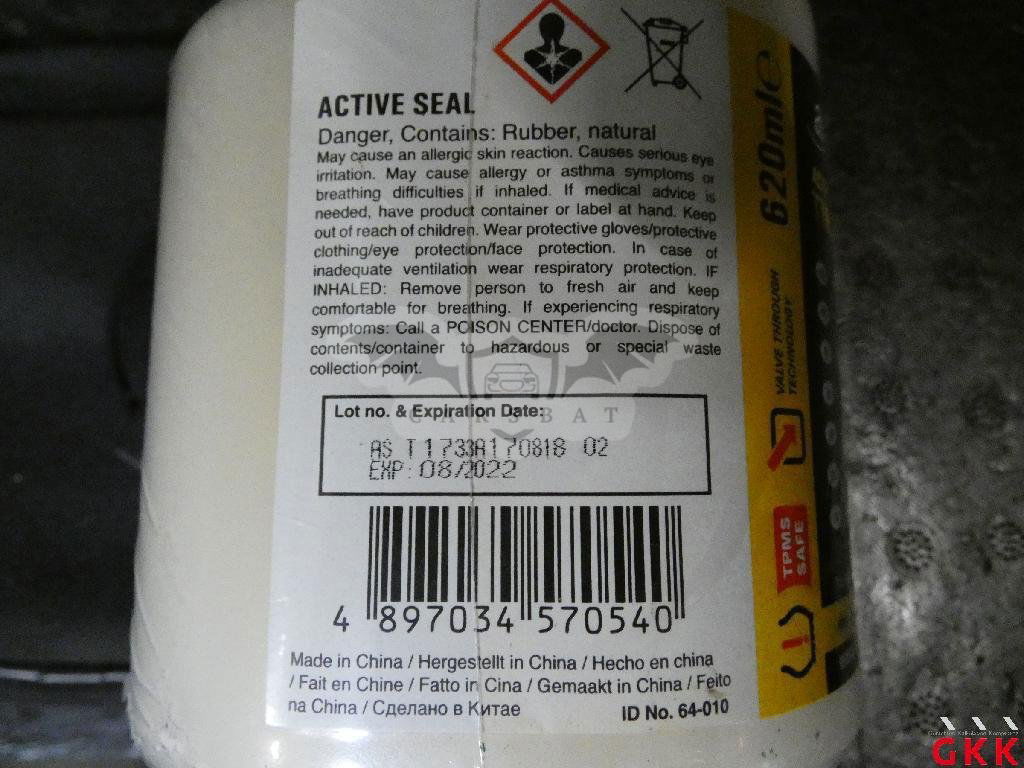 ACTIVE SEAL
Danger, Contains: Rubber, natural
May cause an allergic skin reaction. Causes serious eye
irritation. May cause allergy or asthma symptoms or
breathing difficulties if inhaled. If medical advice is
needed, have product container or label at hand. Keep
out of reach of children. Wear protective gloves/protective
clothing/eye protection/face protection. In case of
inadequate ventilation wear respiratory protection. IF
INHALED: Remove person to fresh air and keep
comfortable for breathing. If experiencing respiratory
symptoms: Call a POISON CENTER/doctor. Dispose of
contents/container to hazardous or special waste
collection point.
Lot no. & Expiration Date:
CARSBAT
AS T1733A170818 02
EXP: 08/2022
4 897034 570540
Made in China / Hergestellt in China / Hecho en china
/ Fait en Chine / Fatto in Cina / Gemaakt in China / Feito
na China / Сделано в Китае
ID No. 64-010
620ml e
VALVE THROUGH
TECHNOLOGY
TPMS
SAFE
GKK